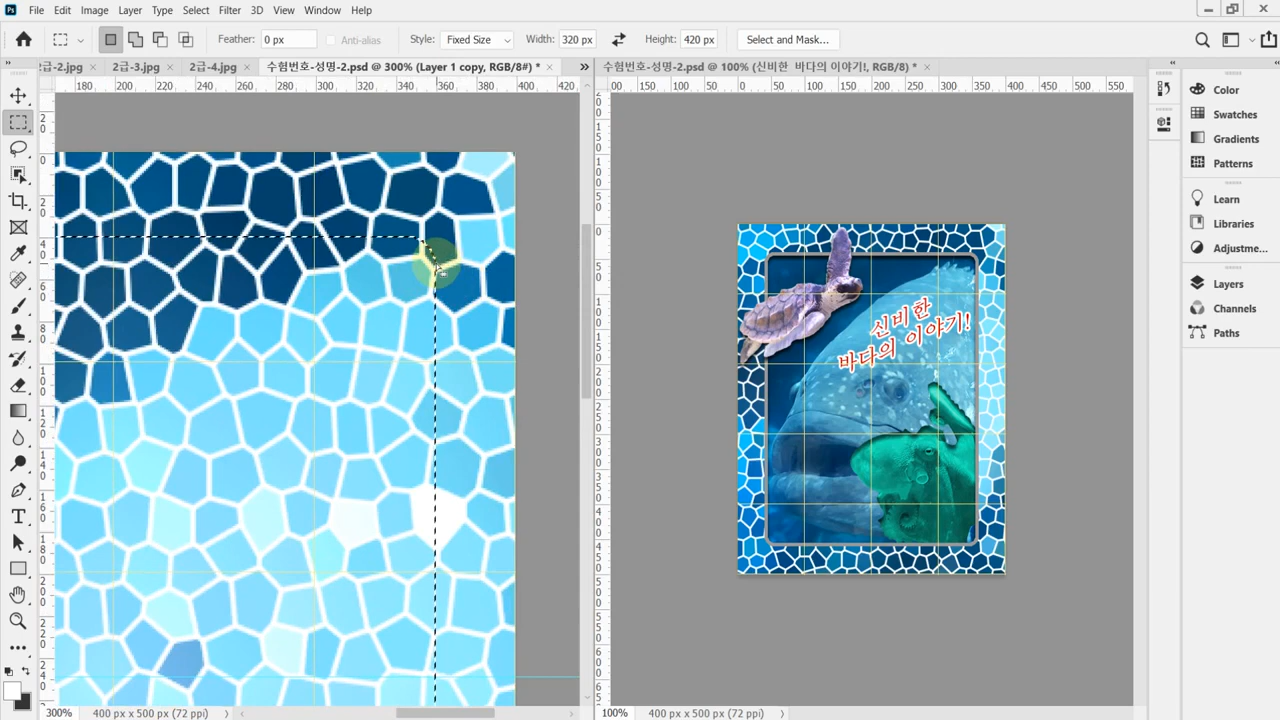 Ps File Edit Image Layer Type Select Filter 3D View Window Help
Feather: 0 px Anti-alias Style: Fixed Size Width: 320 px Height: 420 px Select and Mask...
2급-2.jpg × 2급-3.jpg × 2급-4.jpg × 수험번호-성명-2.psd @ 300% (Layer 1 copy, RGB/8#) * × »
수험번호-성명-2.psd @ 100% (신비한 바다의 이야기!, RGB/8) * ×
180 200 220 240 260 280 300 320 340 360 380 400 42
00 150 100 50 0 50 100 150 200 250 300 350 400 450 500 550
신비한
바다의 이야기!
Color
Swatches
Gradients
Patterns
Learn
Libraries
Adjustme...
Layers
Channels
Paths
300% 400 px x 500 px (72 ppi)
100% 400 px x 500 px (72 ppi)